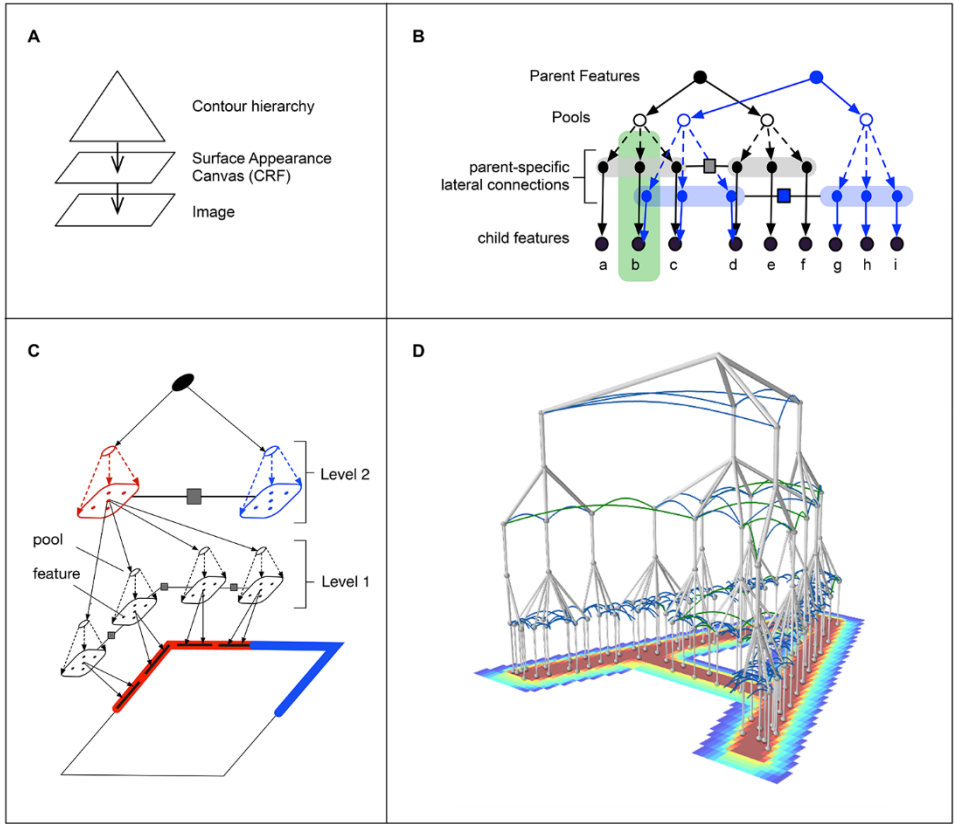 A
Contour hierarchy
Surface Appearance
Canvas (CRF)
Image
B
Parent Features
Pools
parent-specific
lateral connections
child features
a b c d e f g h i
C
Level 2
pool
feature
Level 1
D